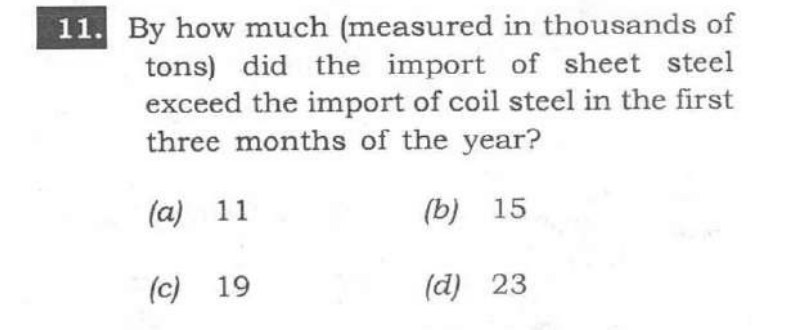 11. By how much (measured in thousands of
tons) did the import of sheet steel
exceed the import of coil steel in the first
three months of the year?
(a) 11 (b) 15
(c) 19 (d) 23